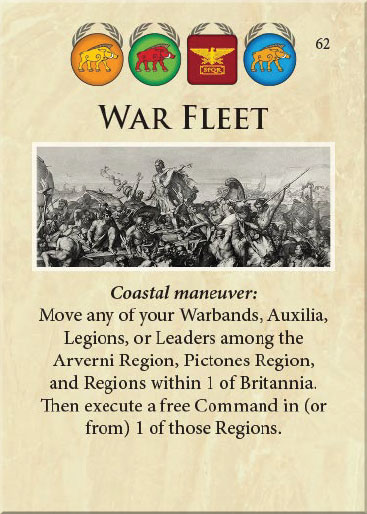 62
SPQR
WAR FLEET
Coastal maneuver:
Move any of your Warbands, Auxilia,
Legions, or Leaders among the
Arverni Region, Pictones Region,
and Regions within 1 of Britannia.
Then execute a free Command in (or
from) 1 of those Regions.